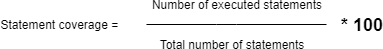 Number of executed statements
Statement coverage = * 100
Total number of statements